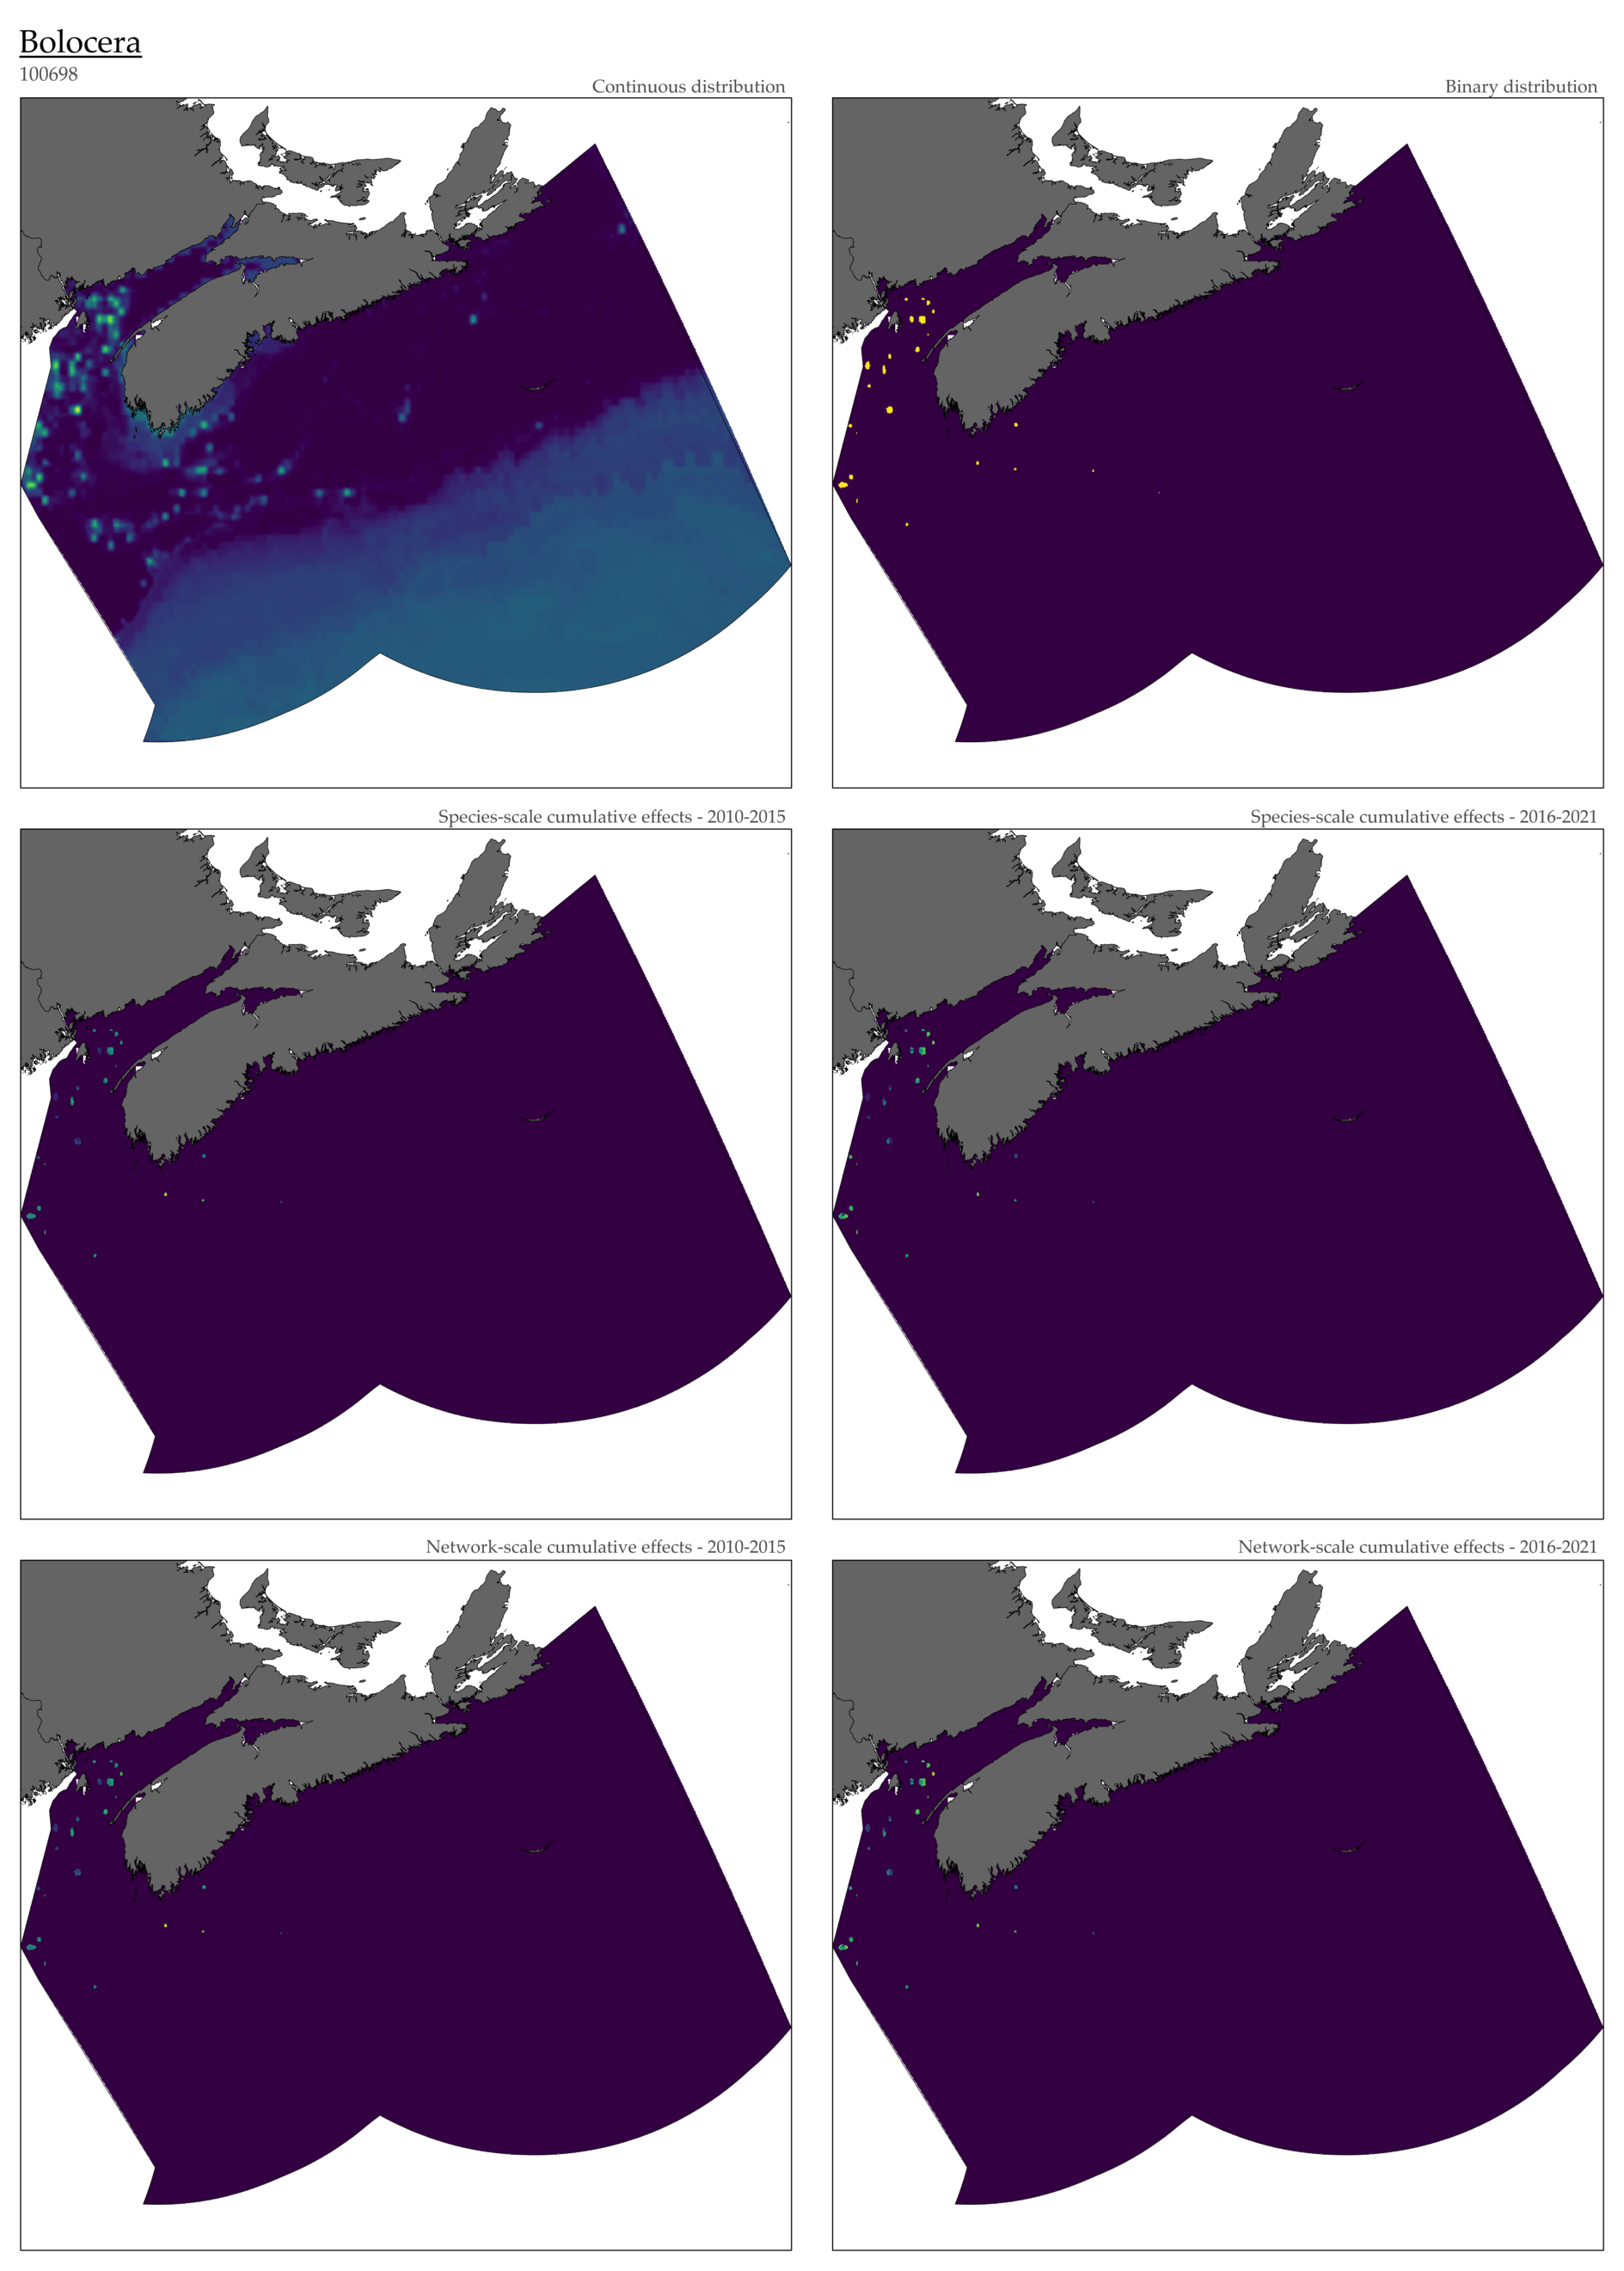 Bolocera
100698
Continuous distribution
Binary distribution
Species-scale cumulative effects - 2010-2015
Species-scale cumulative effects - 2016-2021
Network-scale cumulative effects - 2010-2015
Network-scale cumulative effects - 2016-2021